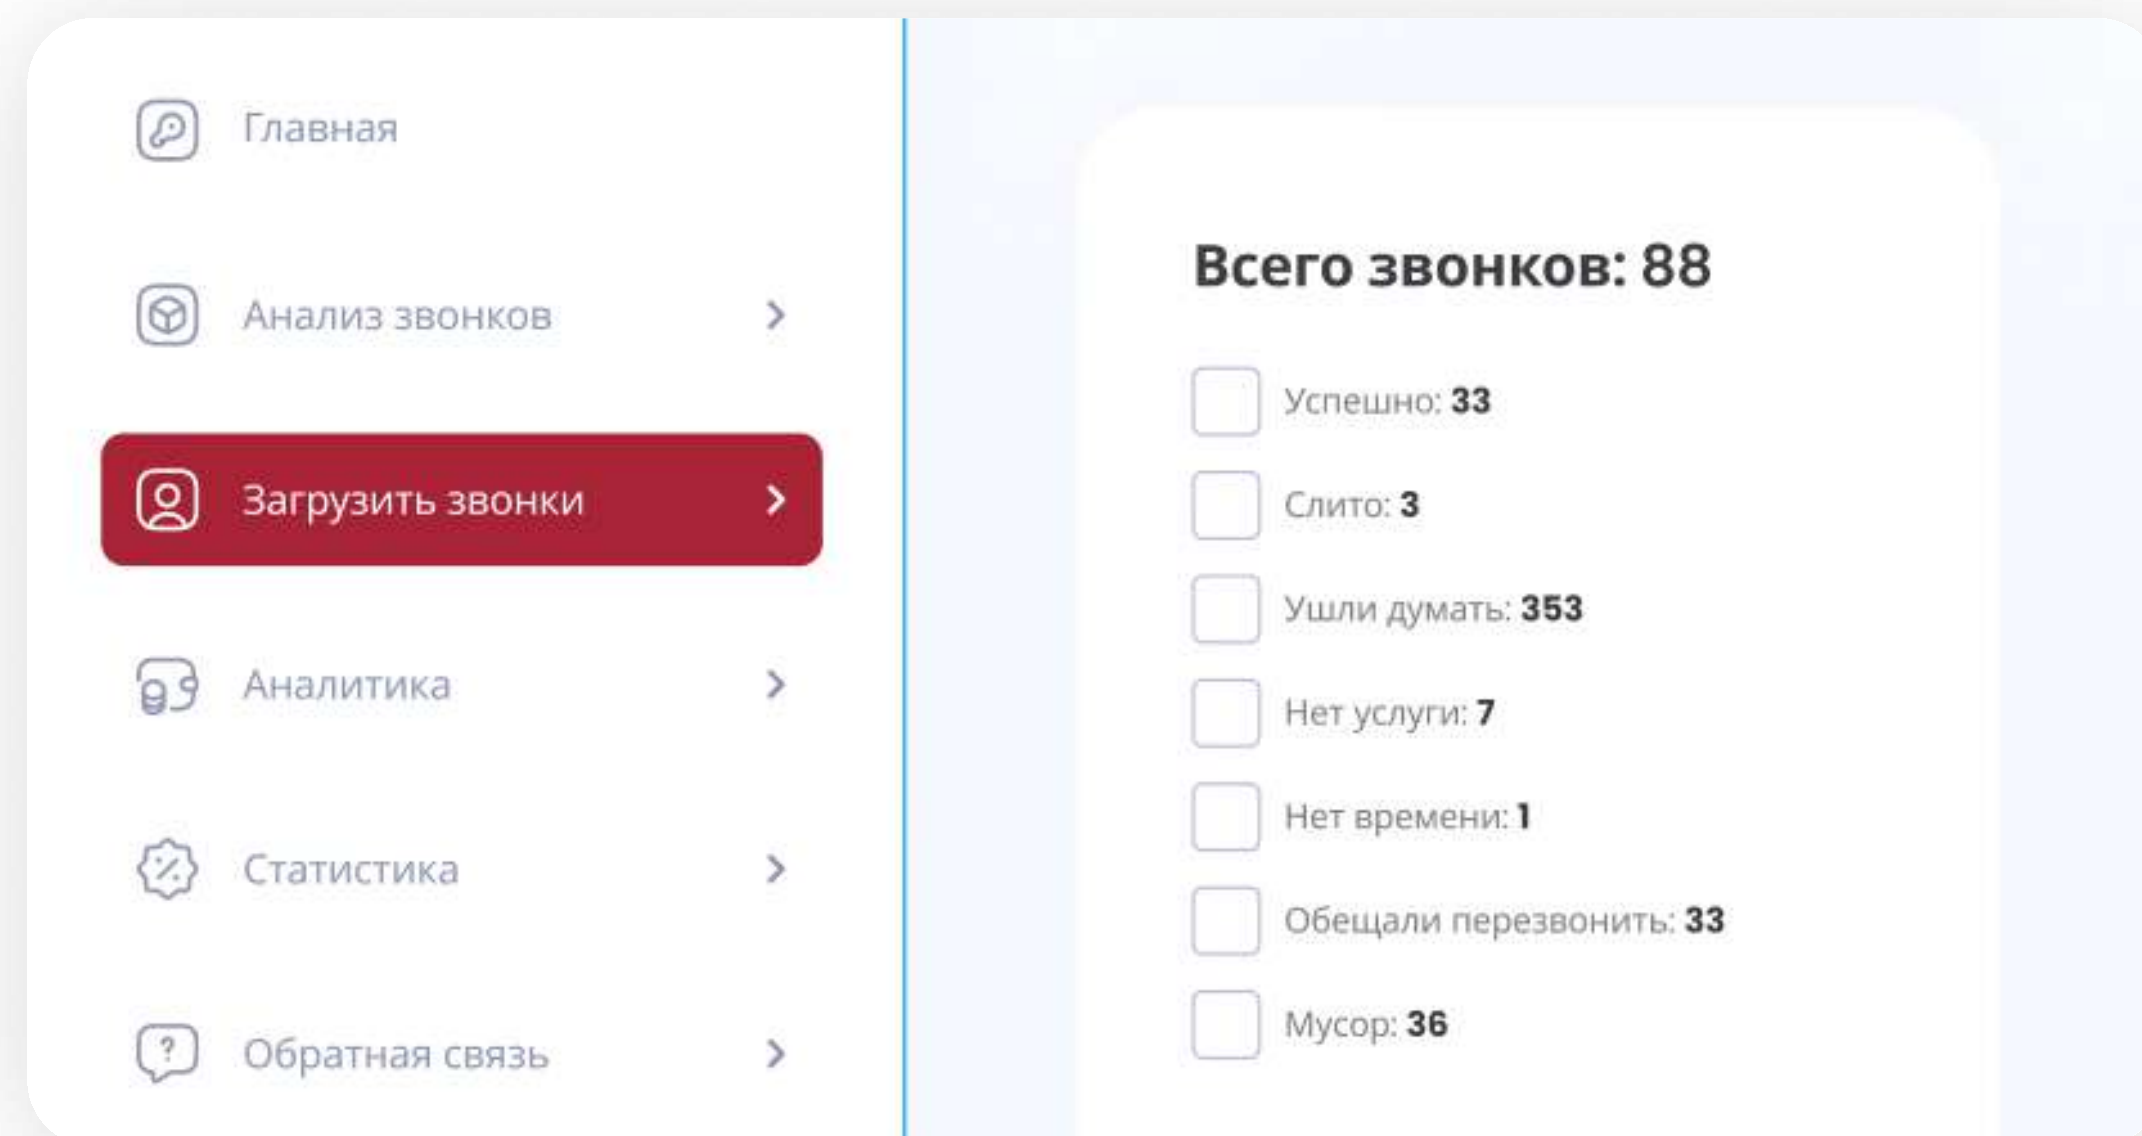 Главная
Анализ звонков
Загрузить звонки
Аналитика
Статистика
Обратная связь
Всего звонков: 88
Успешно: 33
Слито: 3
Ушли думать: 353
Нет услуги: 7
Нет времени: 1
Обещали перезвонить: 33
Мусор: 36